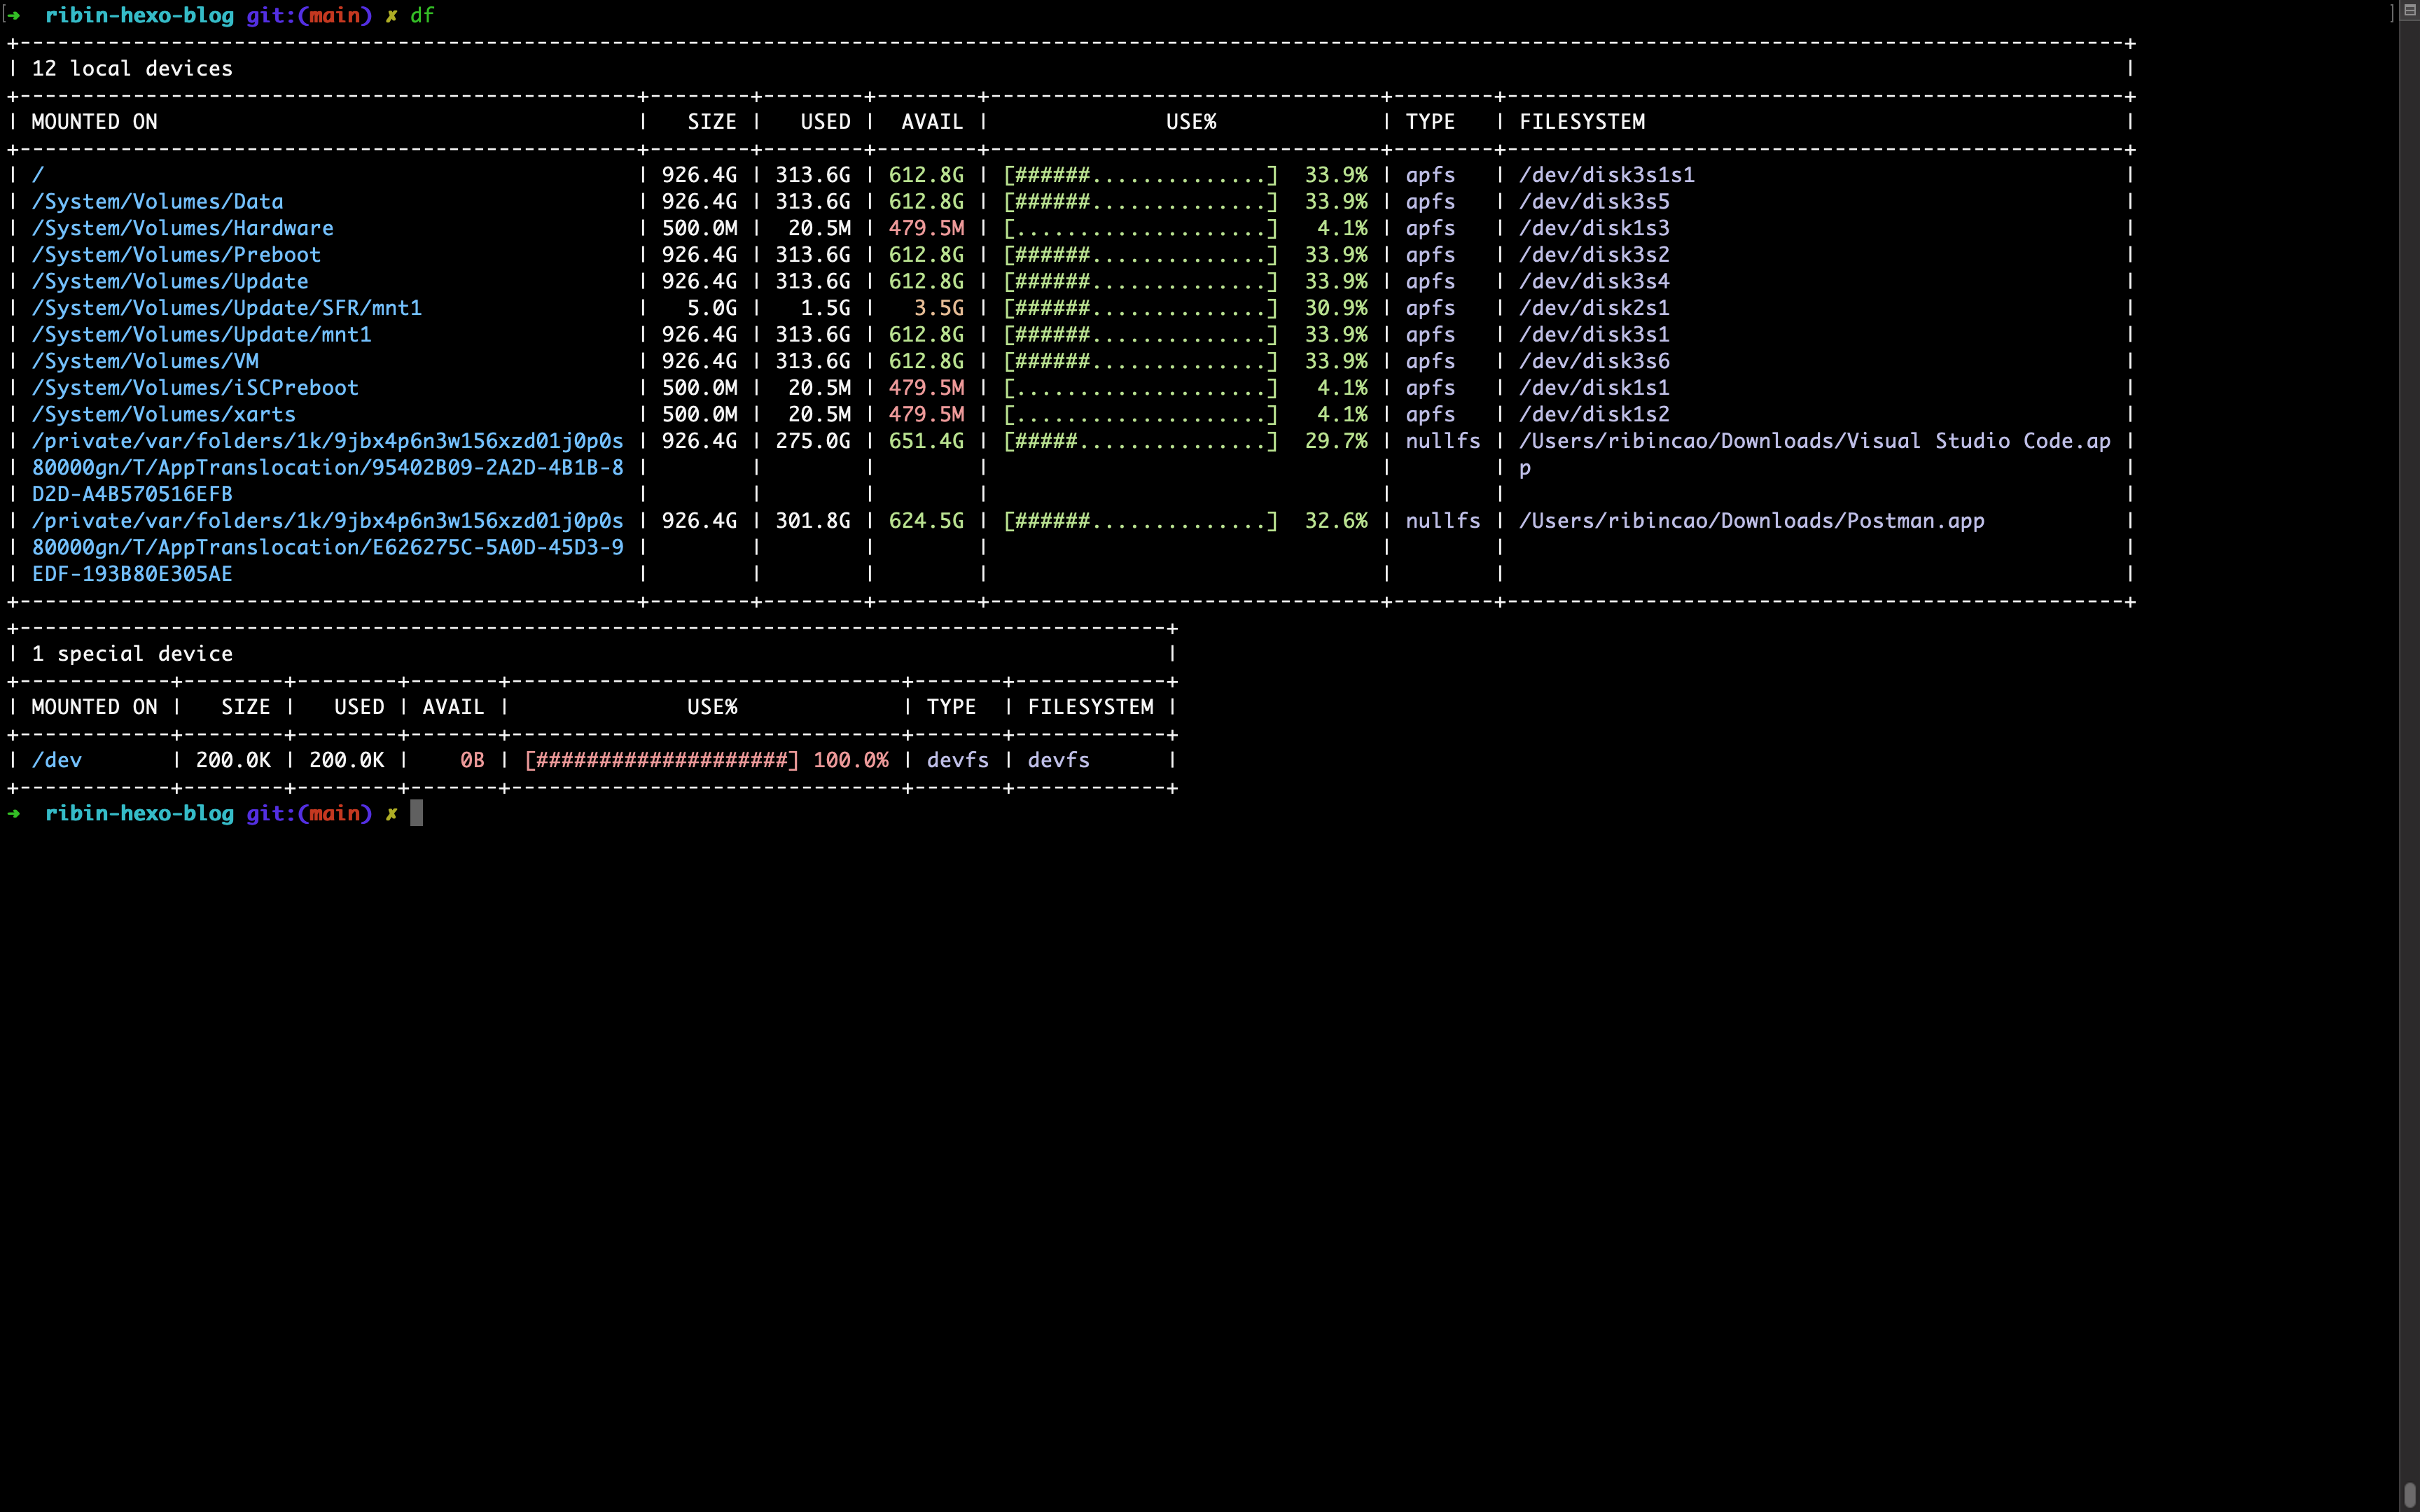 [➜  ribin-hexo-blog git:(main) ✗ df ]
+-------------------------------------------------------------------------------------------------------------------------------------------------------------------------+
| 12 local devices |
+-------------------------------------------------+--------+--------+--------+-------------------------------+--------+-------------------------------------------------+
| MOUNTED ON | SIZE | USED | AVAIL | USE% | TYPE | FILESYSTEM |
+-------------------------------------------------+--------+--------+--------+-------------------------------+--------+-------------------------------------------------+
| / | 926.4G | 313.6G | 612.8G | [######..............] 33.9% | apfs | /dev/disk3s1s1 |
| /System/Volumes/Data | 926.4G | 313.6G | 612.8G | [######..............] 33.9% | apfs | /dev/disk3s5 |
| /System/Volumes/Hardware | 500.0M | 20.5M | 479.5M | [....................] 4.1% | apfs | /dev/disk1s3 |
| /System/Volumes/Preboot | 926.4G | 313.6G | 612.8G | [######..............] 33.9% | apfs | /dev/disk3s2 |
| /System/Volumes/Update | 926.4G | 313.6G | 612.8G | [######..............] 33.9% | apfs | /dev/disk3s4 |
| /System/Volumes/Update/SFR/mnt1 | 5.0G | 1.5G | 3.5G | [######..............] 30.9% | apfs | /dev/disk2s1 |
| /System/Volumes/Update/mnt1 | 926.4G | 313.6G | 612.8G | [######..............] 33.9% | apfs | /dev/disk3s1 |
| /System/Volumes/VM | 926.4G | 313.6G | 612.8G | [######..............] 33.9% | apfs | /dev/disk3s6 |
| /System/Volumes/iSCPreboot | 500.0M | 20.5M | 479.5M | [....................] 4.1% | apfs | /dev/disk1s1 |
| /System/Volumes/xarts | 500.0M | 20.5M | 479.5M | [....................] 4.1% | apfs | /dev/disk1s2 |
| /private/var/folders/1k/9jbx4p6n3w156xzd01j0p0s | 926.4G | 275.0G | 651.4G | [#####...............] 29.7% | nullfs | /Users/ribincao/Downloads/Visual Studio Code.ap |
| 80000gn/T/AppTranslocation/95402B09-2A2D-4B1B-8 | | | | | | p |
| D2D-A4B570516EFB | | | | | | |
| /private/var/folders/1k/9jbx4p6n3w156xzd01j0p0s | 926.4G | 301.8G | 624.5G | [######..............] 32.6% | nullfs | /Users/ribincao/Downloads/Postman.app |
| 80000gn/T/AppTranslocation/E626275C-5A0D-45D3-9 | | | | | | |
| EDF-193B80E305AE | | | | | | |
+-------------------------------------------------+--------+--------+--------+-------------------------------+--------+-------------------------------------------------+
+-------------------------------------------------------------------------------------------+
| 1 special device |
+------------+--------+--------+-------+-------------------------------+-------+------------+
| MOUNTED ON | SIZE | USED | AVAIL | USE% | TYPE | FILESYSTEM |
+------------+--------+--------+-------+-------------------------------+-------+------------+
| /dev | 200.0K | 200.0K | 0B | [####################] 100.0% | devfs | devfs |
+------------+--------+--------+-------+-------------------------------+-------+------------+
➜  ribin-hexo-blog git:(main) ✗